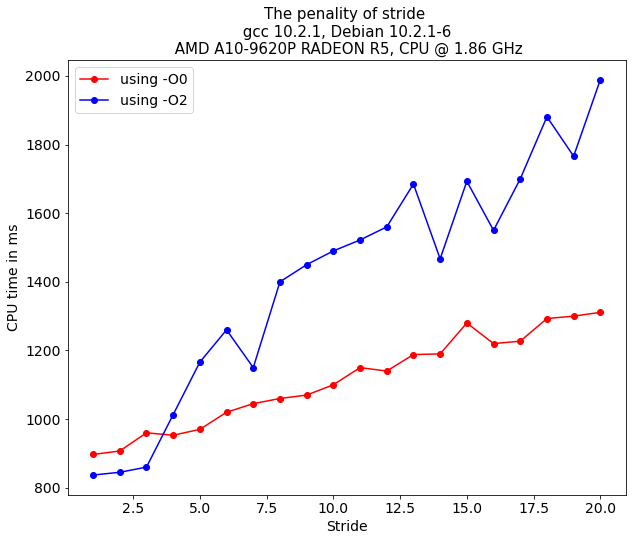 The penality of stride
gcc 10.2.1, Debian 10.2.1-6
AMD A10-9620P RADEON R5, CPU @ 1.86 GHz
using -O0
using -O2
2000
1800
1600
1400
1200
1000
800
CPU time in ms
2.5 5.0 7.5 10.0 12.5 15.0 17.5 20.0
Stride